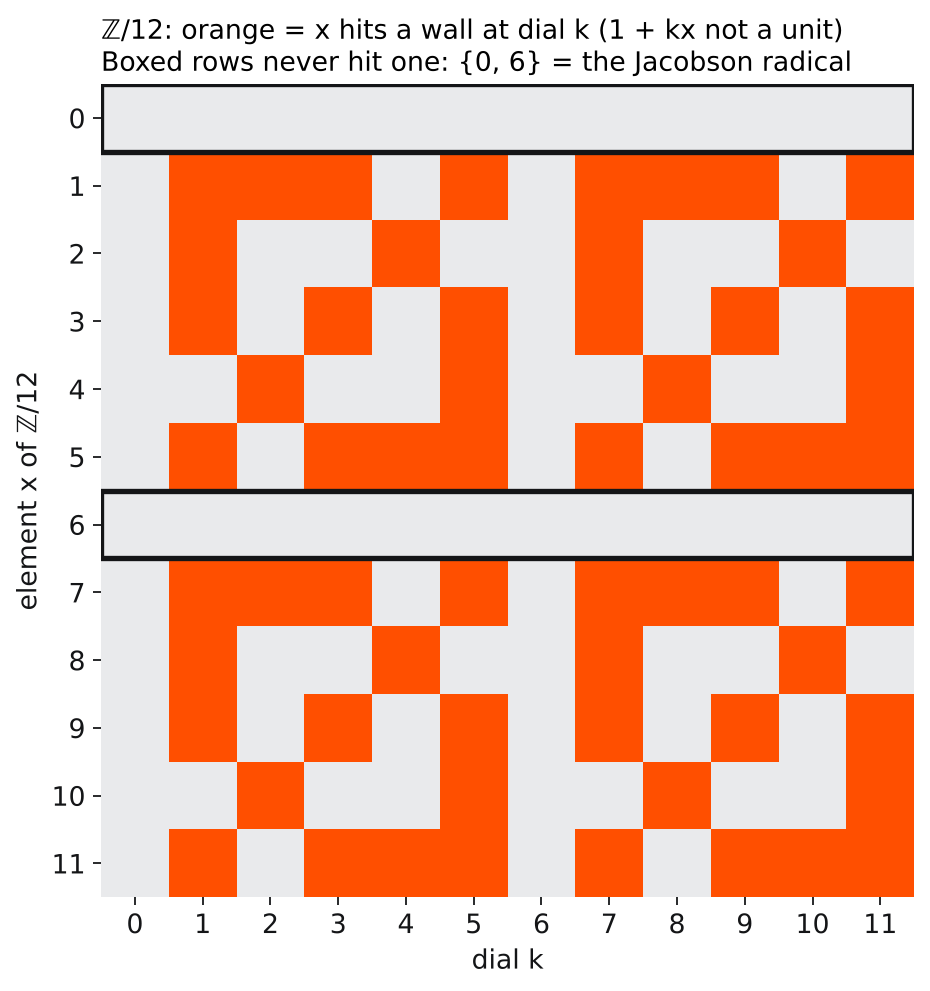 ℤ/12: orange = x hits a wall at dial k (1 + kx not a unit)
Boxed rows never hit one: {0, 6} = the Jacobson radical
element x of ℤ/12
0
1
2
3
4
5
6
7
8
9
10
11
0 1 2 3 4 5 6 7 8 9 10 11
dial k